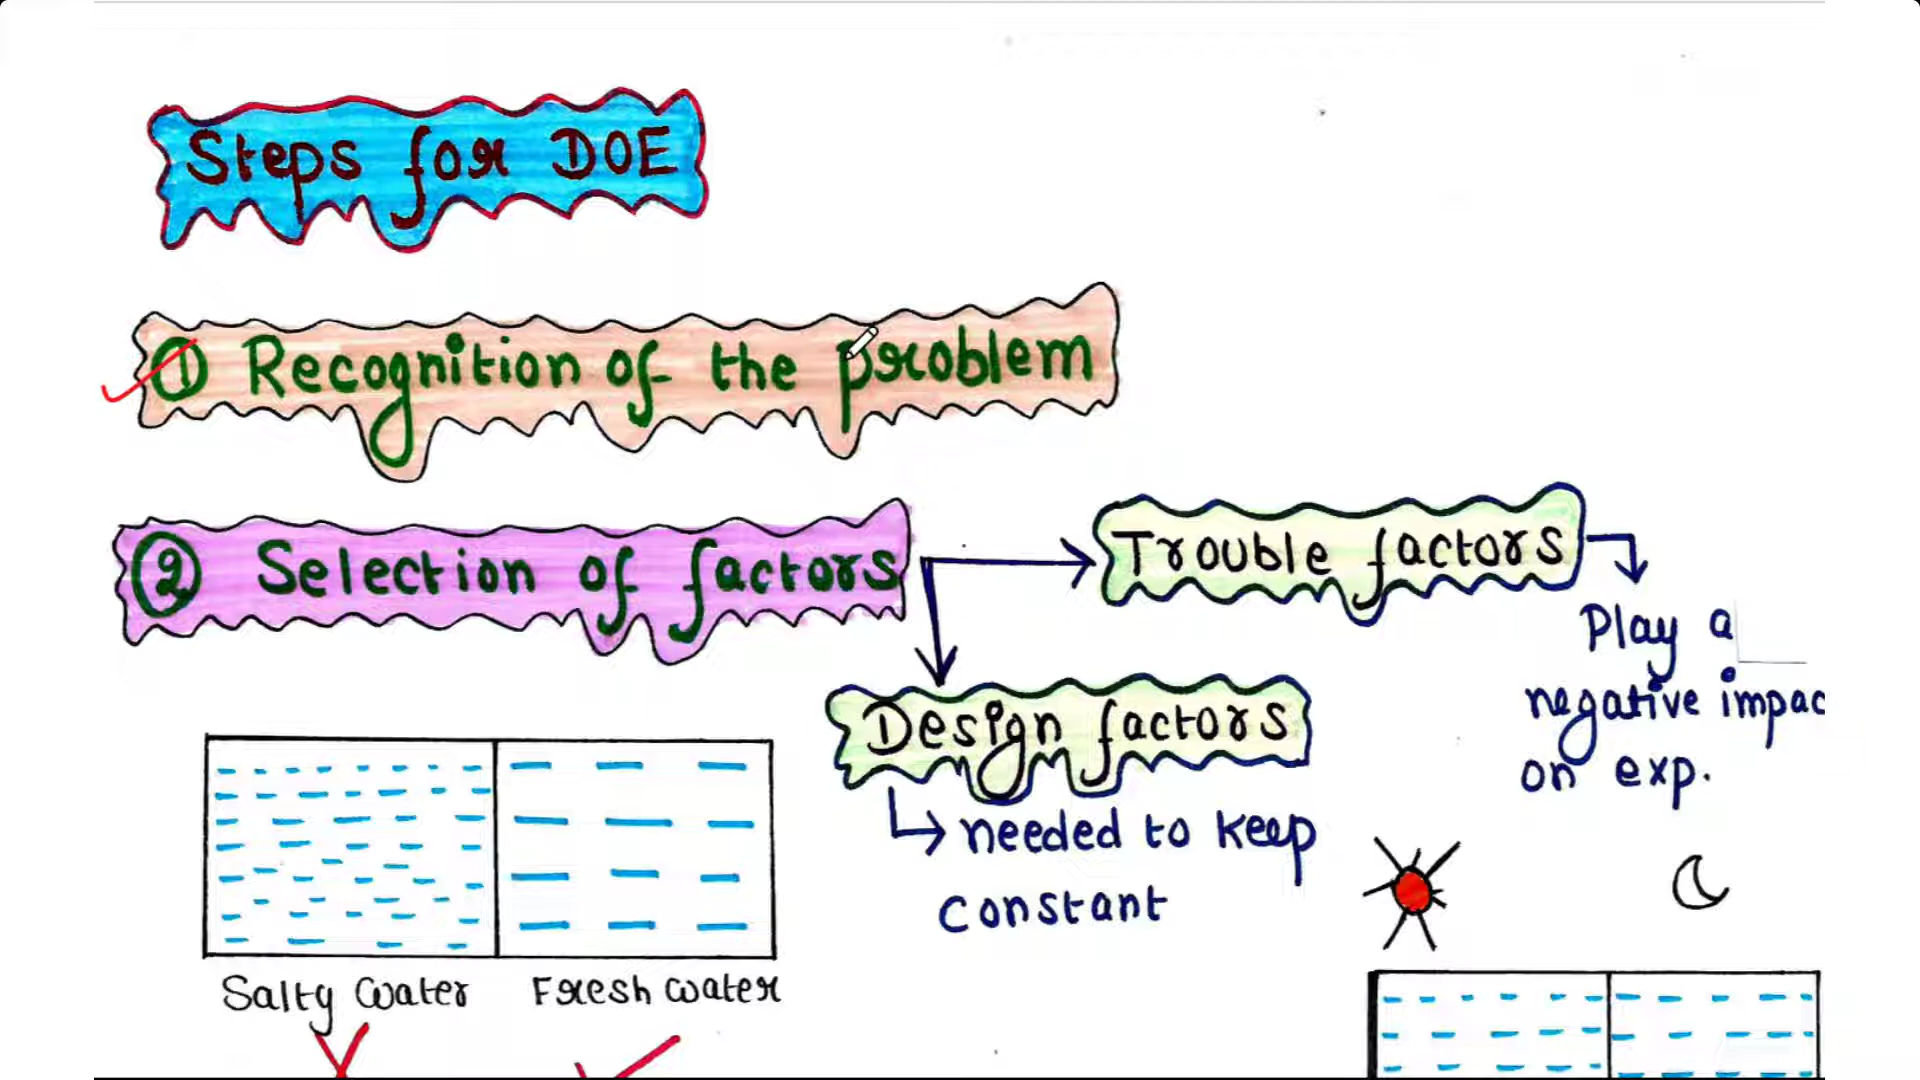 Steps for DOE
① Recognition of the problem
② Selection of factors
Trouble factors
Play a
negative impac
on exp.
Design factors
needed to keep
constant
Salty water
Fresh water